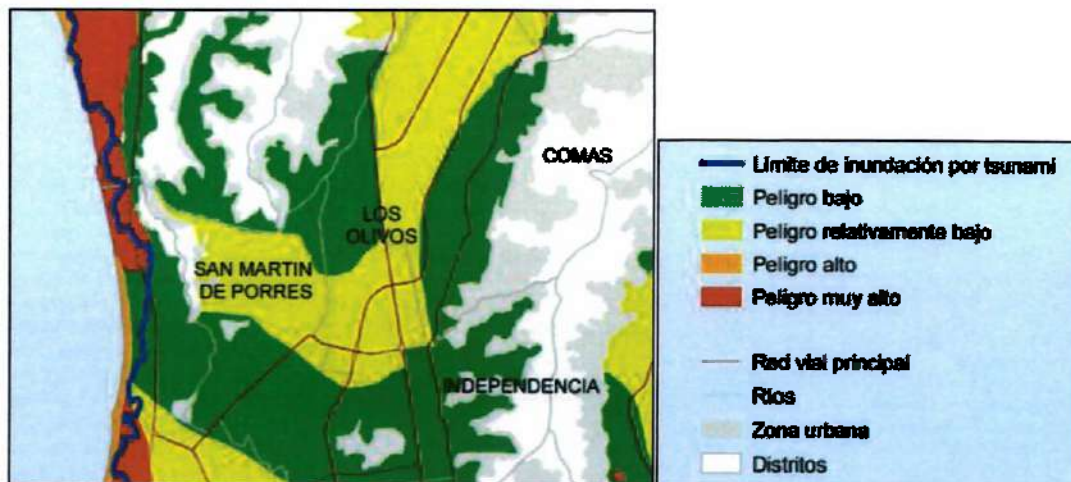 COMAS
LOS
OLIVOS
SAN MARTIN
DE PORRES
INDEPENDENCIA
Límite de inundación por tsunami
Peligro bajo
Peligro relativamente bajo
Peligro alto
Peligro muy alto
Red vial principal
Ríos
Zona urbana
Distritos